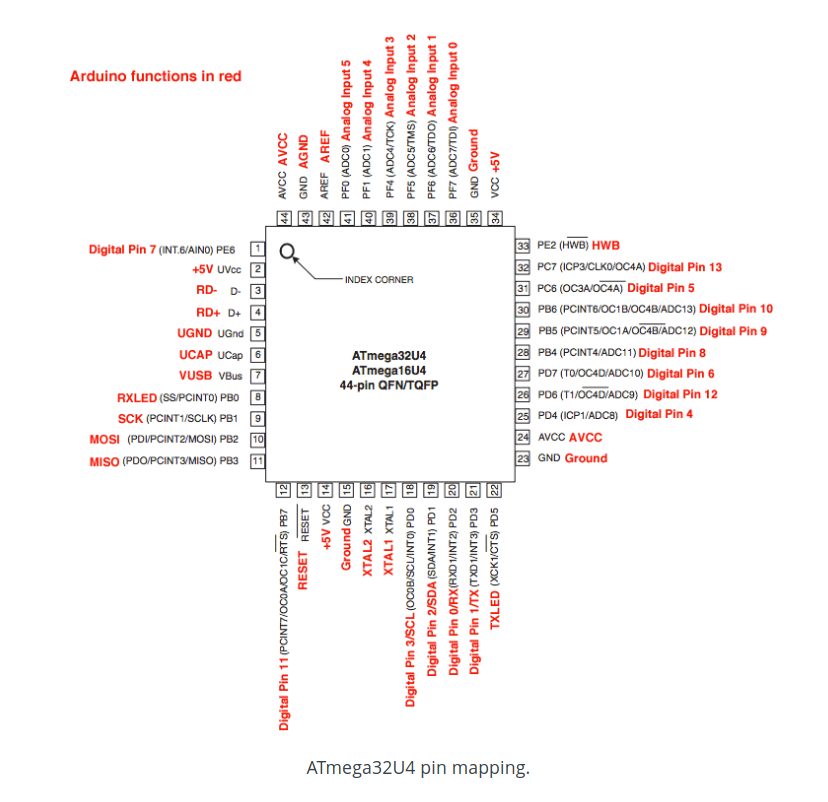 Arduino functions in red
AVCC AVCC
GND AGND
AREF AREF
PF0 (ADC0) Analog Input 5
PF1 (ADC1) Analog Input 4
PF4 (ADC4/TCK) Analog Input 3
PF5 (ADC5/TMS) Analog Input 2
PF6 (ADC6/TDO) Analog Input 1
PF7 (ADC7/TDI) Analog Input 0
GND Ground
VCC +5V
44
43
42
41
40
39
38
37
36
35
34
Digital Pin 7 (INT.6/AIN0) PE6 1
+5V UVcc 2
RD- D- 3
RD+ D+ 4
UGND UGnd 5
UCAP UCap 6
VUSB VBus 7
RXLED (SS/PCINT0) PB0 8
SCK (PCINT1/SCLK) PB1 9
MOSI (PDI/PCINT2/MOSI) PB2 10
MISO (PDO/PCINT3/MISO) PB3 11
INDEX CORNER
ATmega32U4
ATmega16U4
44-pin QFN/TQFP
33 PE2 (HWB) HWB
32 PC7 (ICP3/CLK0/OC4A) Digital Pin 13
31 PC6 (OC3A/OC4A) Digital Pin 5
30 PB6 (PCINT6/OC1B/OC4B/ADC13) Digital Pin 10
29 PB5 (PCINT5/OC1A/OC4B/ADC12) Digital Pin 9
28 PB4 (PCINT4/ADC11) Digital Pin 8
27 PD7 (T0/OC4D/ADC10) Digital Pin 6
26 PD6 (T1/OC4D/ADC9) Digital Pin 12
25 PD4 (ICP1/ADC8) Digital Pin 4
24 AVCC AVCC
23 GND Ground
12
13
14
15
16
17
18
19
20
21
22
Digital Pin 11 (PCINT7/OC0A/OC1C/RTS) PB7
RESET RESET
+5V VCC
Ground GND
XTAL2 XTAL2
XTAL1 XTAL1
Digital Pin 3/SCL (OC0B/SCL/INT0) PD0
Digital Pin 2/SDA (SDA/INT1) PD1
Digital Pin 0/RX (RXD1/INT2) PD2
Digital Pin 1/TX (TXD1/INT3) PD3
TXLED (XCK1/CTS) PD5
ATmega32U4 pin mapping.